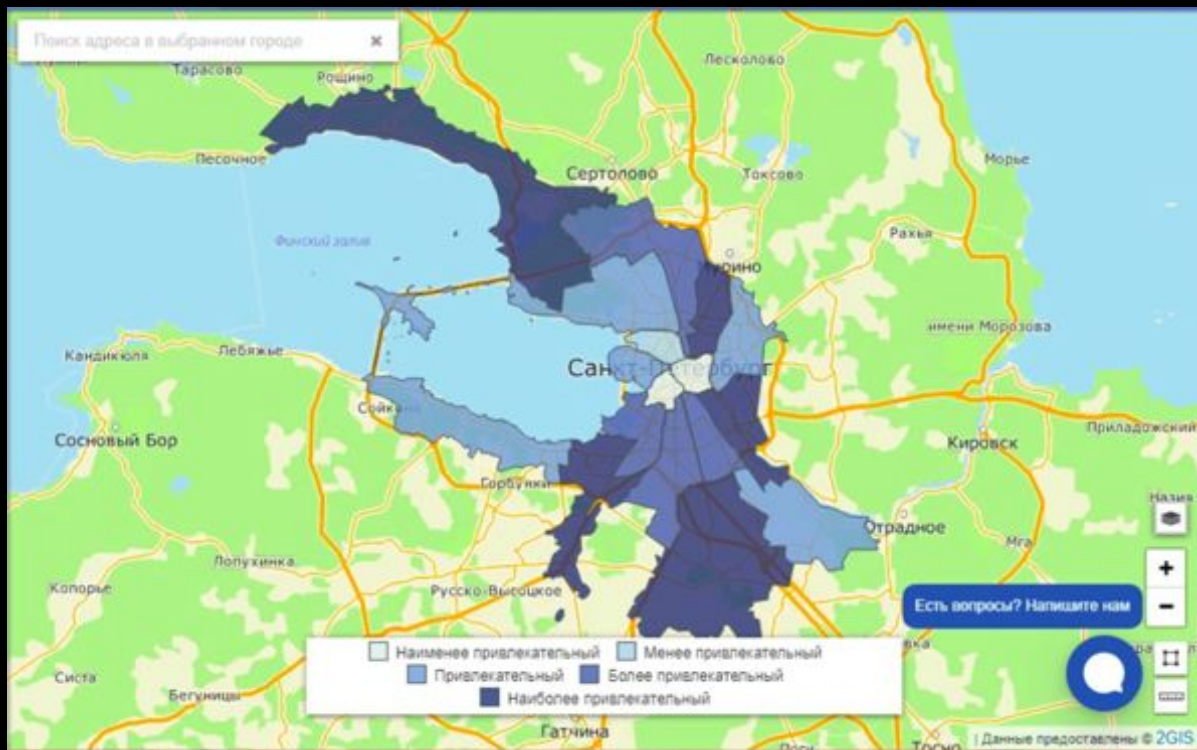 Поиск адреса в выбранном городе
Тарасово
Рощино
Лесколово
Песочное
Сертолово
Токсово
Морье
Финский залив
Рахья
имени Морозова
Кандикюля
Лебяжье
Санкт-Петербург
Сосновый Бор
Кировск
Приладожский
Горбунки
Назия
Отрадное
Мга
Лопухинка
Копорье
Русско-Высоцкое
Есть вопросы? Напишите нам
Наименее привлекательный
Менее привлекательный
Привлекательный
Более привлекательный
Наиболее привлекательный
Систа
Бегуницы
Гатчина
Тосно
| Данные предоставлены © 2GIS